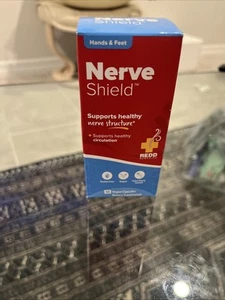 Hands & Feet
Nerve
Shield™
Supports healthy
nerve structure*
+ Supports healthy
circulation
REDD